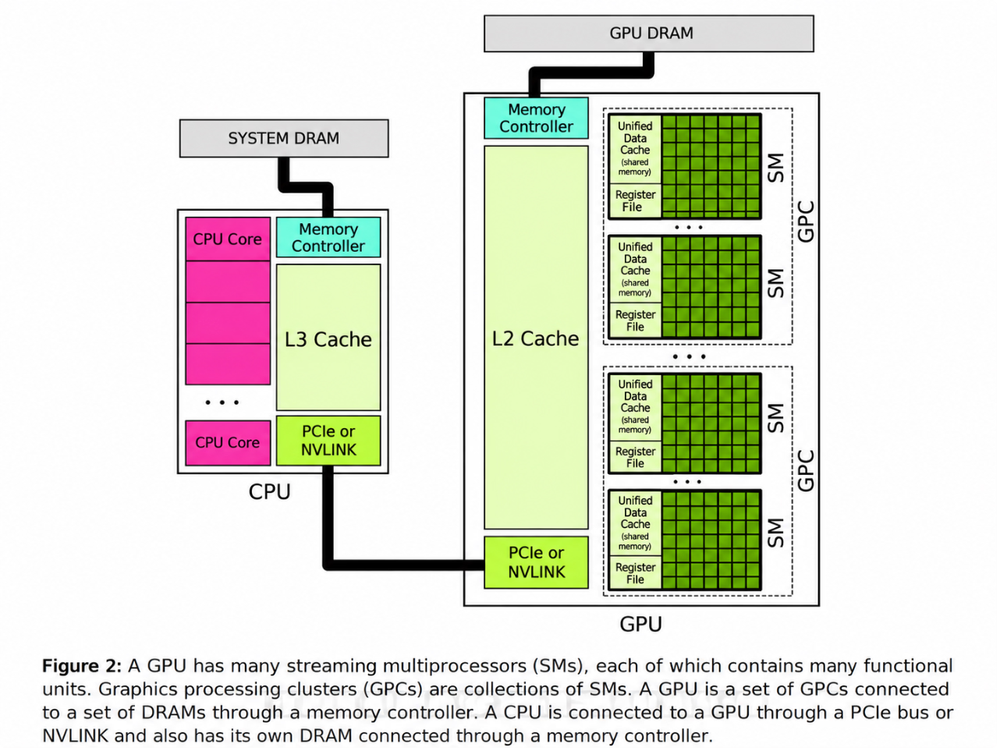 GPU DRAM
SYSTEM DRAM
CPU Core
Memory
Controller
L3 Cache
CPU Core
PCIe or
NVLINK
CPU
Memory
Controller
L2 Cache
PCIe or
NVLINK
Unified
Data
Cache
(shared
memory)
Register
File
SM
Unified
Data
Cache
(shared
memory)
Register
File
SM
GPC
Unified
Data
Cache
(shared
memory)
Register
File
SM
Unified
Data
Cache
(shared
memory)
Register
File
SM
GPC
GPU
Figure 2: A GPU has many streaming multiprocessors (SMs), each of which contains many functional
units. Graphics processing clusters (GPCs) are collections of SMs. A GPU is a set of GPCs connected
to a set of DRAMs through a memory controller. A CPU is connected to a GPU through a PCIe bus or
NVLINK and also has its own DRAM connected through a memory controller.